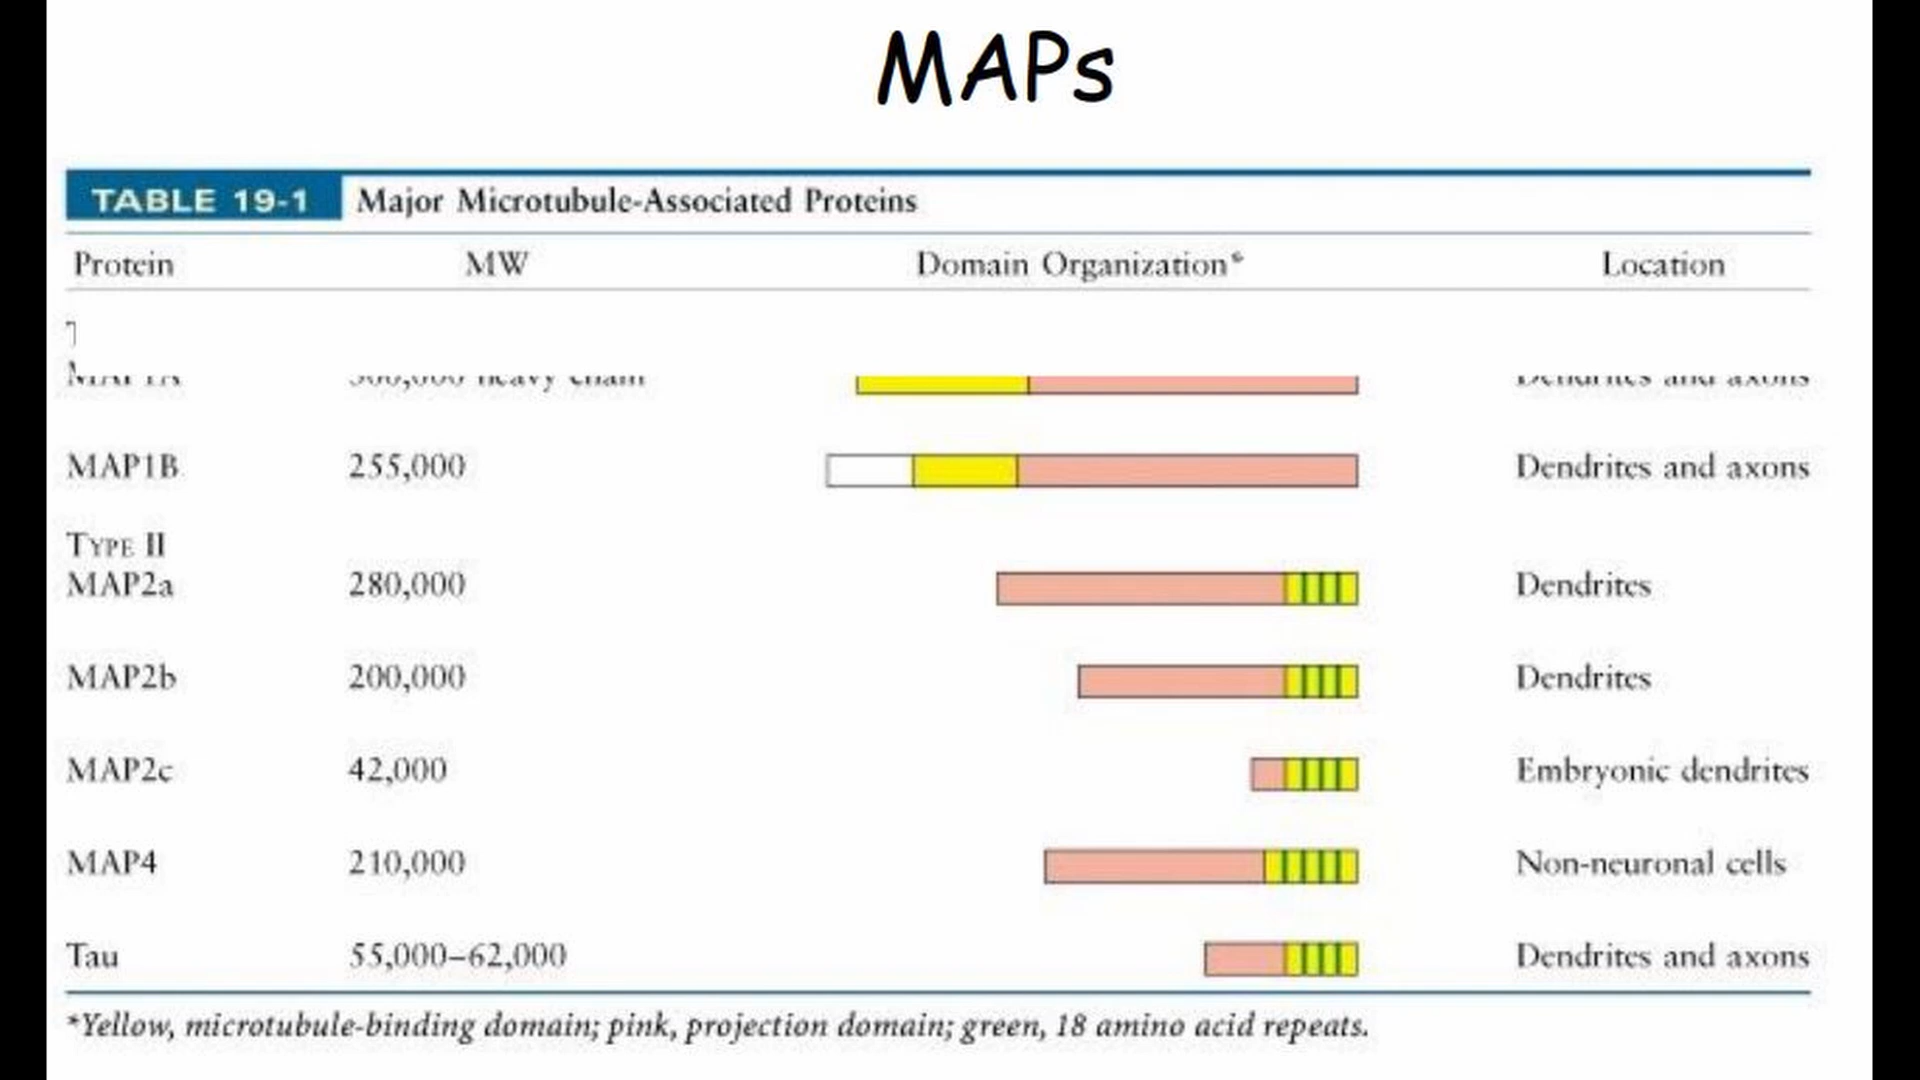 MAPs
TABLE 19-1 Major Microtubule-Associated Proteins
Protein MW Domain Organization* Location
MAP1B 255,000 Dendrites and axons
TYPE II
MAP2a 280,000 Dendrites
MAP2b 200,000 Dendrites
MAP2c 42,000 Embryonic dendrites
MAP4 210,000 Non-neuronal cells
Tau 55,000–62,000 Dendrites and axons
*Yellow, microtubule-binding domain; pink, projection domain; green, 18 amino acid repeats.